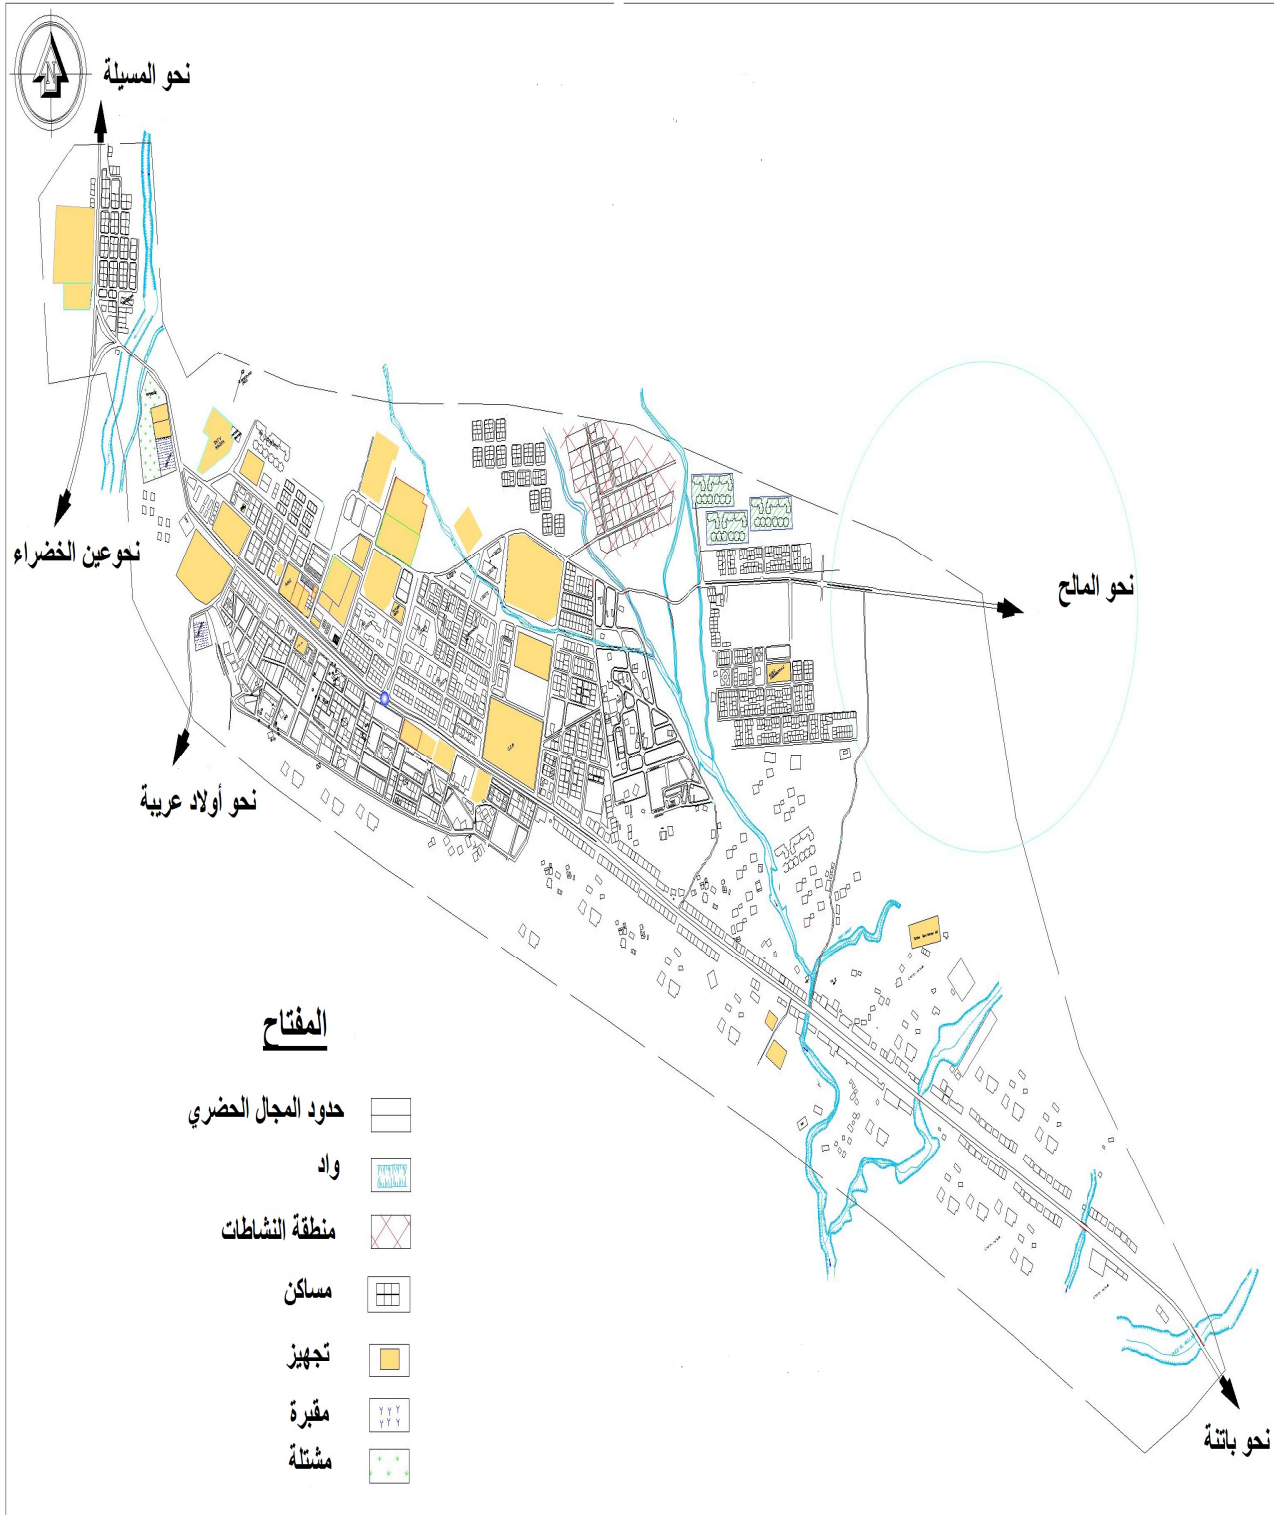 N
نحو المسيلة
نحوعين الخضراء
نحو المالح
نحو أولاد عريبة
المفتاح
حدود المجال الحضري
واد
منطقة النشاطات
مساكن
تجهيز
مقبرة
مشتلة
نحو باتنة